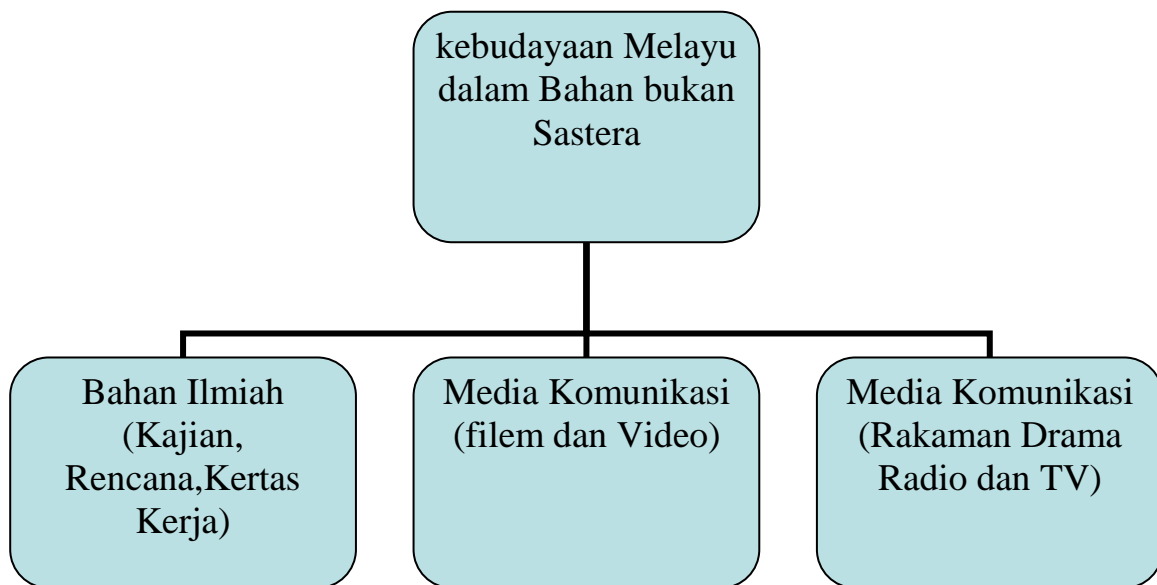 kebudayaan Melayu
dalam Bahan bukan
Sastera
Bahan Ilmiah
(Kajian,
Rencana,Kertas
Kerja)
Media Komunikasi
(filem dan Video)
Media Komunikasi
(Rakaman Drama
Radio dan TV)